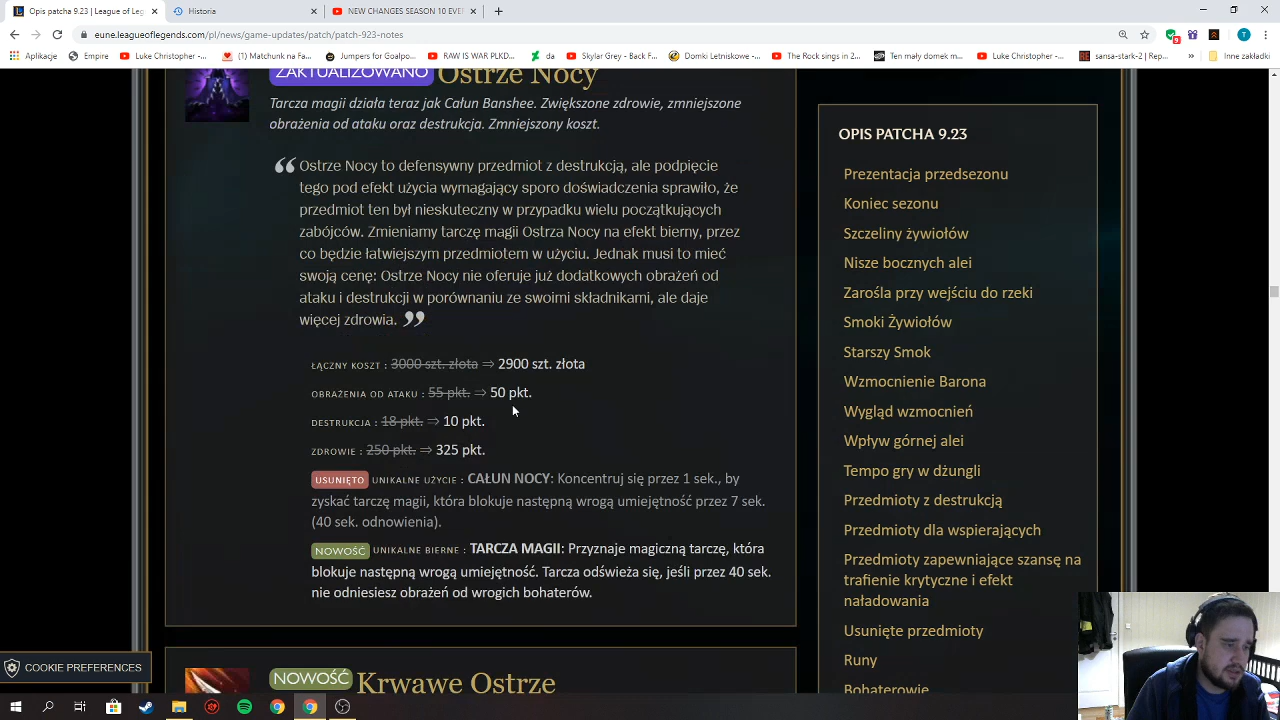 Opis patcha 9.23 | League of Leg
Historia
NEW CHANGES SEASON 10 EVE
eune.leagueoflegends.com/pl/news/game-updates/patch/patch-923-notes
Aplikacje
Empire
Luke Christopher -...
Matchunk na Fa...
Jumpers for Goalpo...
RAW IS WAR PLKD...
da
Skylar Grey - Back F...
Domki Letniskowe -...
The Rock sings in 2...
Ten mały domek m...
Luke Christopher -...
sansa-stark-2 | Rep...
ZAKTUALIZOWANO Ostrze Nocy
Tarcza magii działa teraz jak Całun Banshee. Zwiększone zdrowie, zmniejszone
obrażenia od ataku oraz destrukcja. Zmniejszony koszt.
Ostrze Nocy to defensywny przedmiot z destrukcją, ale podpięcie
tego pod efekt użycia wymagający sporo doświadczenia sprawiło, że
przedmiot ten był nieskuteczny w przypadku wielu początkujących
zabójców. Zmieniamy tarczę magii Ostrza Nocy na efekt bierny, przez
co będzie łatwiejszym przedmiotem w użyciu. Jednak musi to mieć
swoją cenę: Ostrze Nocy nie oferuje już dodatkowych obrażeń od
ataku i destrukcji w porównaniu ze swoimi składnikami, ale daje
więcej zdrowia.
ŁĄCZNY KOSZT : 3000 szt. złota ⇒ 2900 szt. złota
OBRAŻENIA OD ATAKU : 55 pkt. ⇒ 50 pkt.
DESTRUKCJA : 18 pkt. ⇒ 10 pkt.
ZDROWIE : 250 pkt. ⇒ 325 pkt.
USUNIĘTO UNIKALNE UŻYCIE : CAŁUN NOCY: Koncentruj się przez 1 sek., by
zyskać tarczę magii, która blokuje następną wrogą umiejętność przez 7 sek.
(40 sek. odnowienia).
NOWOŚĆ UNIKALNE BIERNE : TARCZA MAGII: Przyznaje magiczną tarczę, która
blokuje następną wrogą umiejętność. Tarcza odświeża się, jeśli przez 40 sek.
nie odniesiesz obrażeń od wrogich bohaterów.
NOWOŚĆ Krwawe Ostrze
OPIS PATCHA 9.23
Prezentacja przedsezonu
Koniec sezonu
Szczeliny żywiołów
Nisze bocznych alei
Zarośla przy wejściu do rzeki
Smoki Żywiołów
Starszy Smok
Wzmocnienie Barona
Wygląd wzmocnień
Wpływ górnej alei
Tempo gry w dżungli
Przedmioty z destrukcją
Przedmioty dla wspierających
Przedmioty zapewniające szansę na
trafienie krytyczne i efekt
naładowania
Usunięte przedmioty
Runy
Bohaterowie
COOKIE PREFERENCES